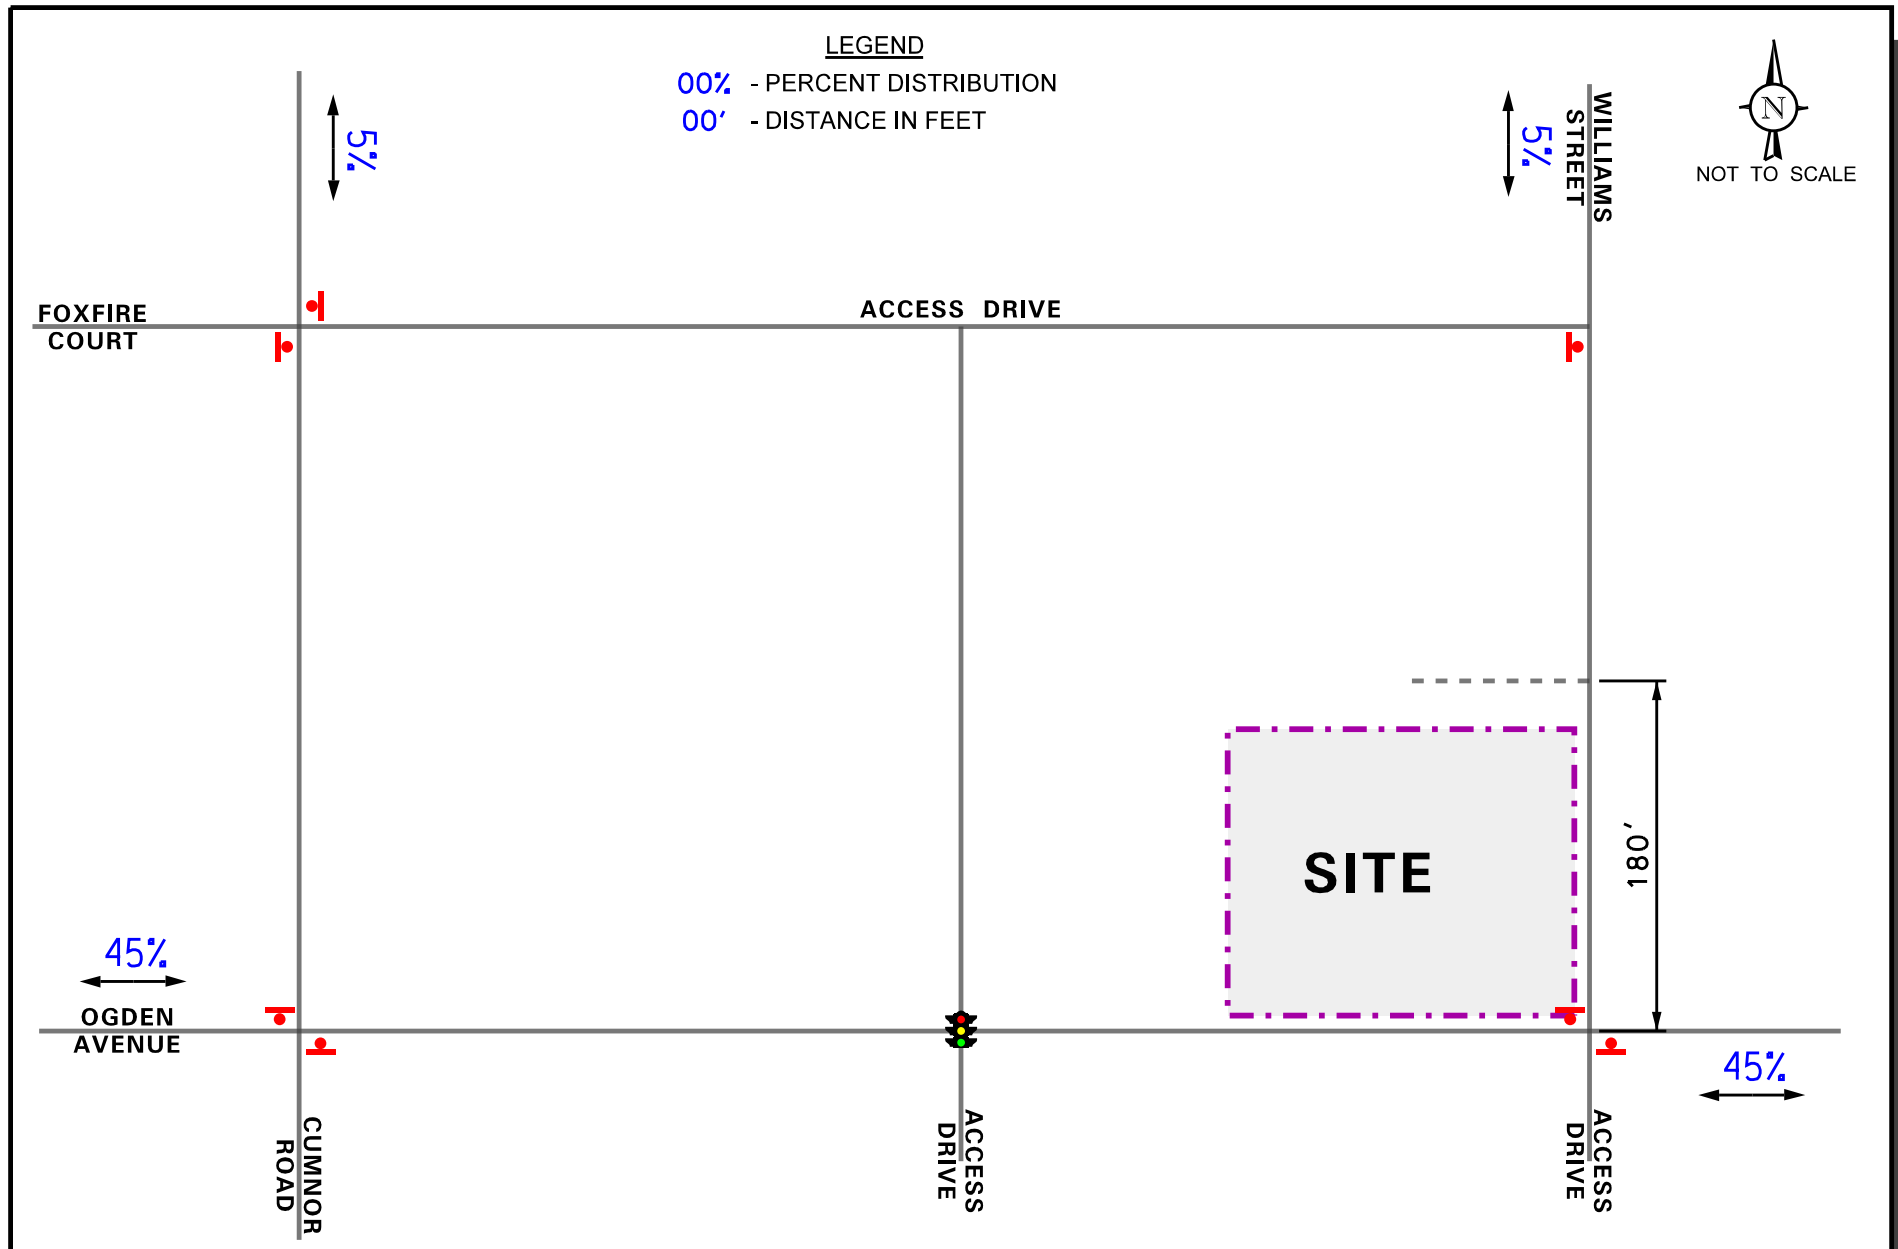 LEGEND
00% - PERCENT DISTRIBUTION
00' - DISTANCE IN FEET
N
NOT TO SCALE
5%
5%
WILLIAMS
STREET
FOXFIRE
COURT
ACCESS DRIVE
SITE
180'
45%
OGDEN
AVENUE
45%
CUMNOR
ROAD
ACCESS
DRIVE
ACCESS
DRIVE